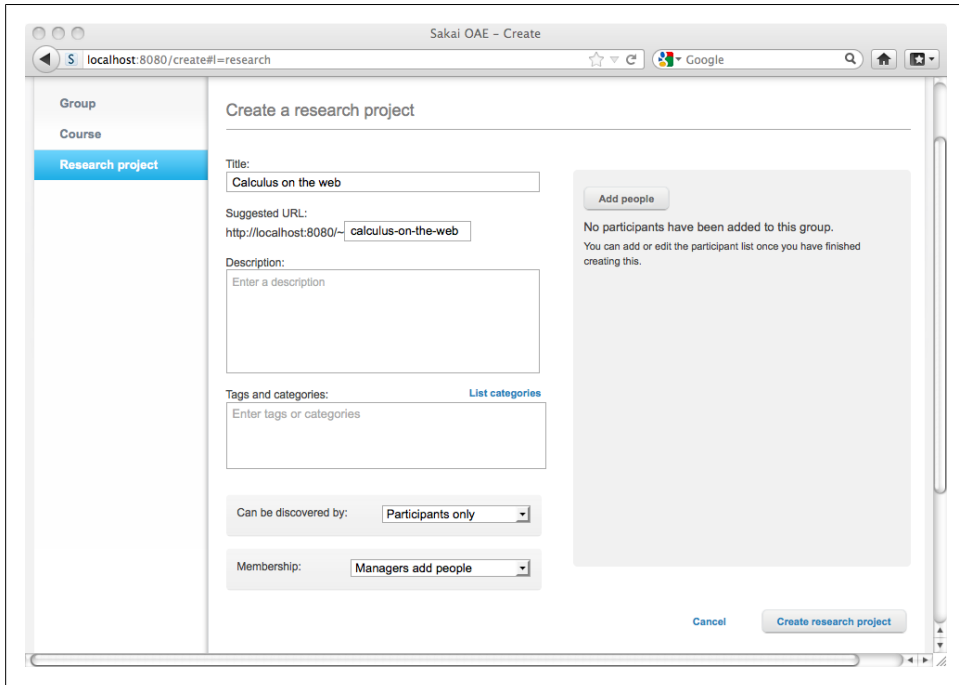 Sakai OAE – Create
S localhost:8080/create#l=research
Google
Group
Course
Research project
Create a research project
Title:
Calculus on the web
Suggested URL:
http://localhost:8080/~ calculus-on-the-web
Description:
Enter a description
Tags and categories: List categories
Enter tags or categories
Can be discovered by: Participants only
Membership: Managers add people
Add people
No participants have been added to this group.
You can add or edit the participant list once you have finished
creating this.
Cancel Create research project